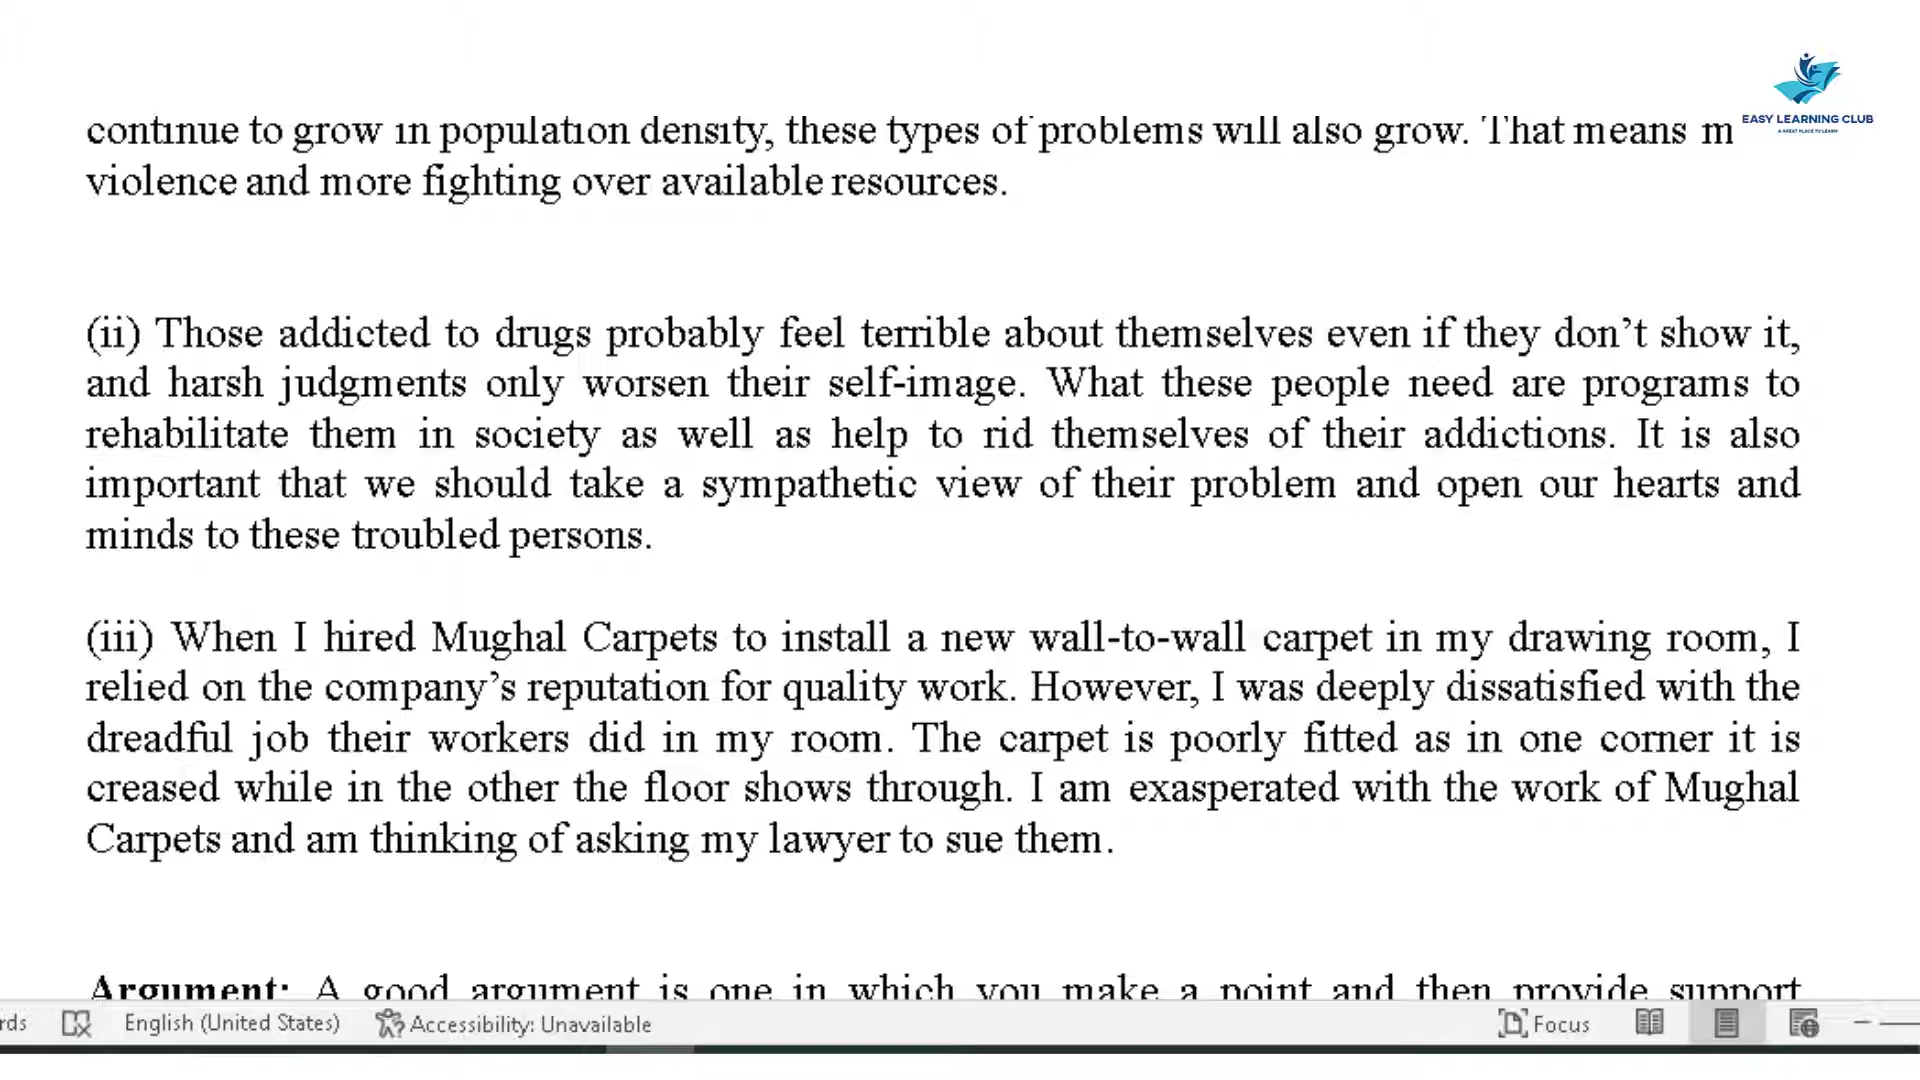 EASY LEARNING CLUB
A GREAT PLACE TO LEARN
continue to grow in population density, these types of problems will also grow. That means m
violence and more fighting over available resources.
(ii) Those addicted to drugs probably feel terrible about themselves even if they don’t show it,
and harsh judgments only worsen their self-image. What these people need are programs to
rehabilitate them in society as well as help to rid themselves of their addictions. It is also
important that we should take a sympathetic view of their problem and open our hearts and
minds to these troubled persons.
(iii) When I hired Mughal Carpets to install a new wall-to-wall carpet in my drawing room, I
relied on the company’s reputation for quality work. However, I was deeply dissatisfied with the
dreadful job their workers did in my room. The carpet is poorly fitted as in one corner it is
creased while in the other the floor shows through. I am exasperated with the work of Mughal
Carpets and am thinking of asking my lawyer to sue them.
Argument: A good argument is one in which you make a point and then provide support
rds English (United States) Accessibility: Unavailable Focus